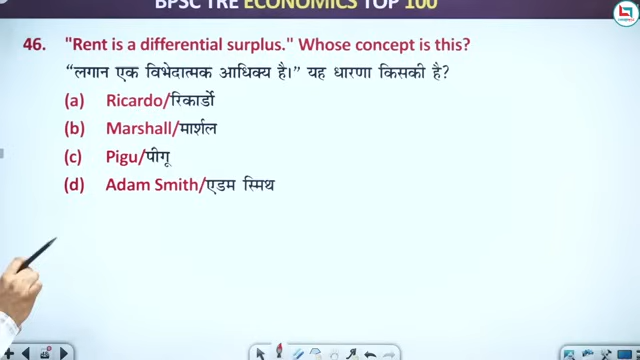 BPSC TRE ECONOMICS TOP 100
46. "Rent is a differential surplus." Whose concept is this?
“लगान एक विभेदात्मक आधिक्य है।” यह धारणा किसकी है?
(a) Ricardo/रिकार्डो
(b) Marshall/मार्शल
(c) Pigu/पीगू
(d) Adam Smith/एडम स्मिथ